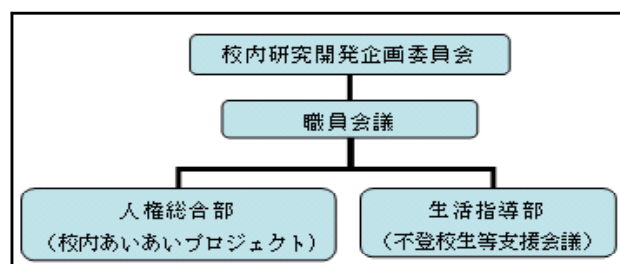 校内研究開発企画委員会
職員会議
人権総合部
（校内あいあいプロジェクト）
生活指導部
（不登校生等支援会議）